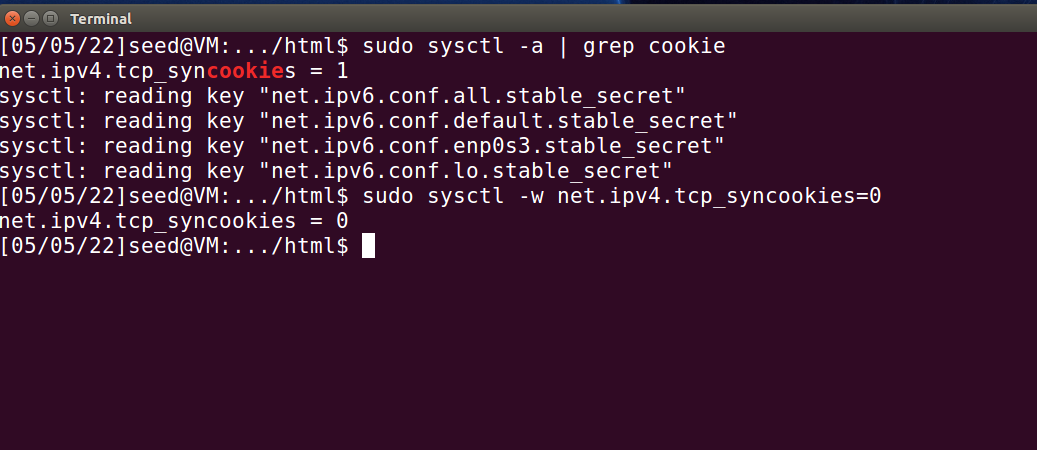 Terminal
[05/05/22]seed@VM:.../html$ sudo sysctl -a | grep cookie
net.ipv4.tcp_syncookies = 1
sysctl: reading key "net.ipv6.conf.all.stable_secret"
sysctl: reading key "net.ipv6.conf.default.stable_secret"
sysctl: reading key "net.ipv6.conf.enp0s3.stable_secret"
sysctl: reading key "net.ipv6.conf.lo.stable_secret"
[05/05/22]seed@VM:.../html$ sudo sysctl -w net.ipv4.tcp_syncookies=0
net.ipv4.tcp_syncookies = 0
[05/05/22]seed@VM:.../html$